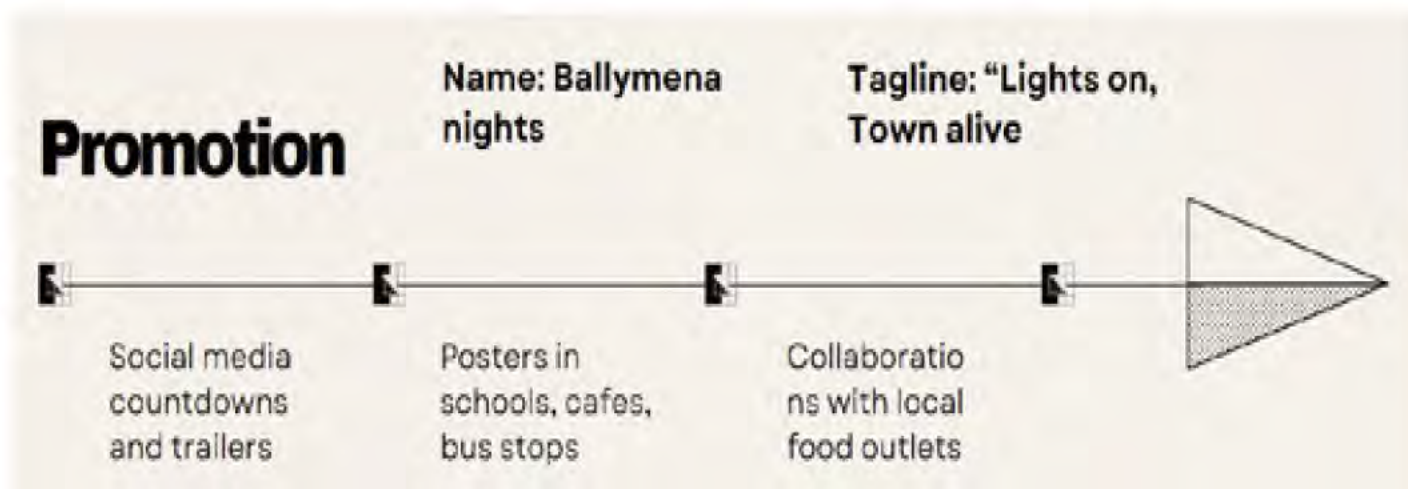 Promotion
Name: Ballymena
nights
Tagline: “Lights on,
Town alive
Social media
countdowns
and trailers
Posters in
schools, cafes,
bus stops
Collaboratio
ns with local
food outlets